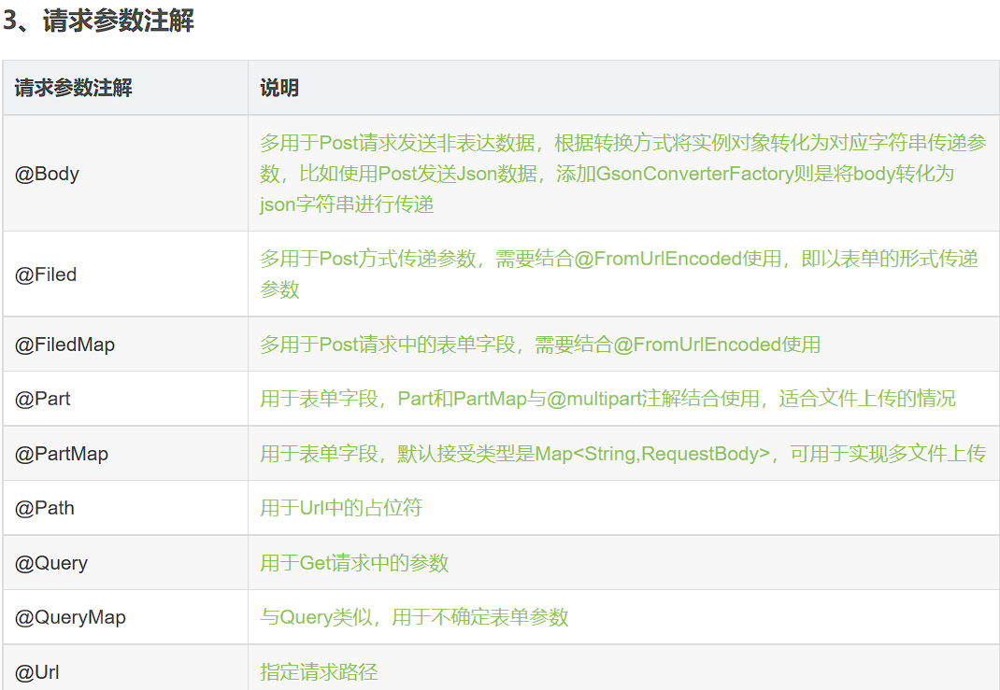 3、请求参数注解
请求参数注解 说明
@Body
多用于Post请求发送非表达数据，根据转换方式将实例对象转化为对应字符串传递参
数，比如使用Post发送Json数据，添加GsonConverterFactory则是将body转化为
json字符串进行传递
@Filed
多用于Post方式传递参数，需要结合@FromUrlEncoded使用，即以表单的形式传递
参数
@FiledMap 多用于Post请求中的表单字段，需要结合@FromUrlEncoded使用
@Part 用于表单字段，Part和PartMap与@multipart注解结合使用，适合文件上传的情况
@PartMap 用于表单字段，默认接受类型是Map<String,RequestBody>，可用于实现多文件上传
@Path 用于Url中的占位符
@Query 用于Get请求中的参数
@QueryMap 与Query类似，用于不确定表单参数
@Url 指定请求路径